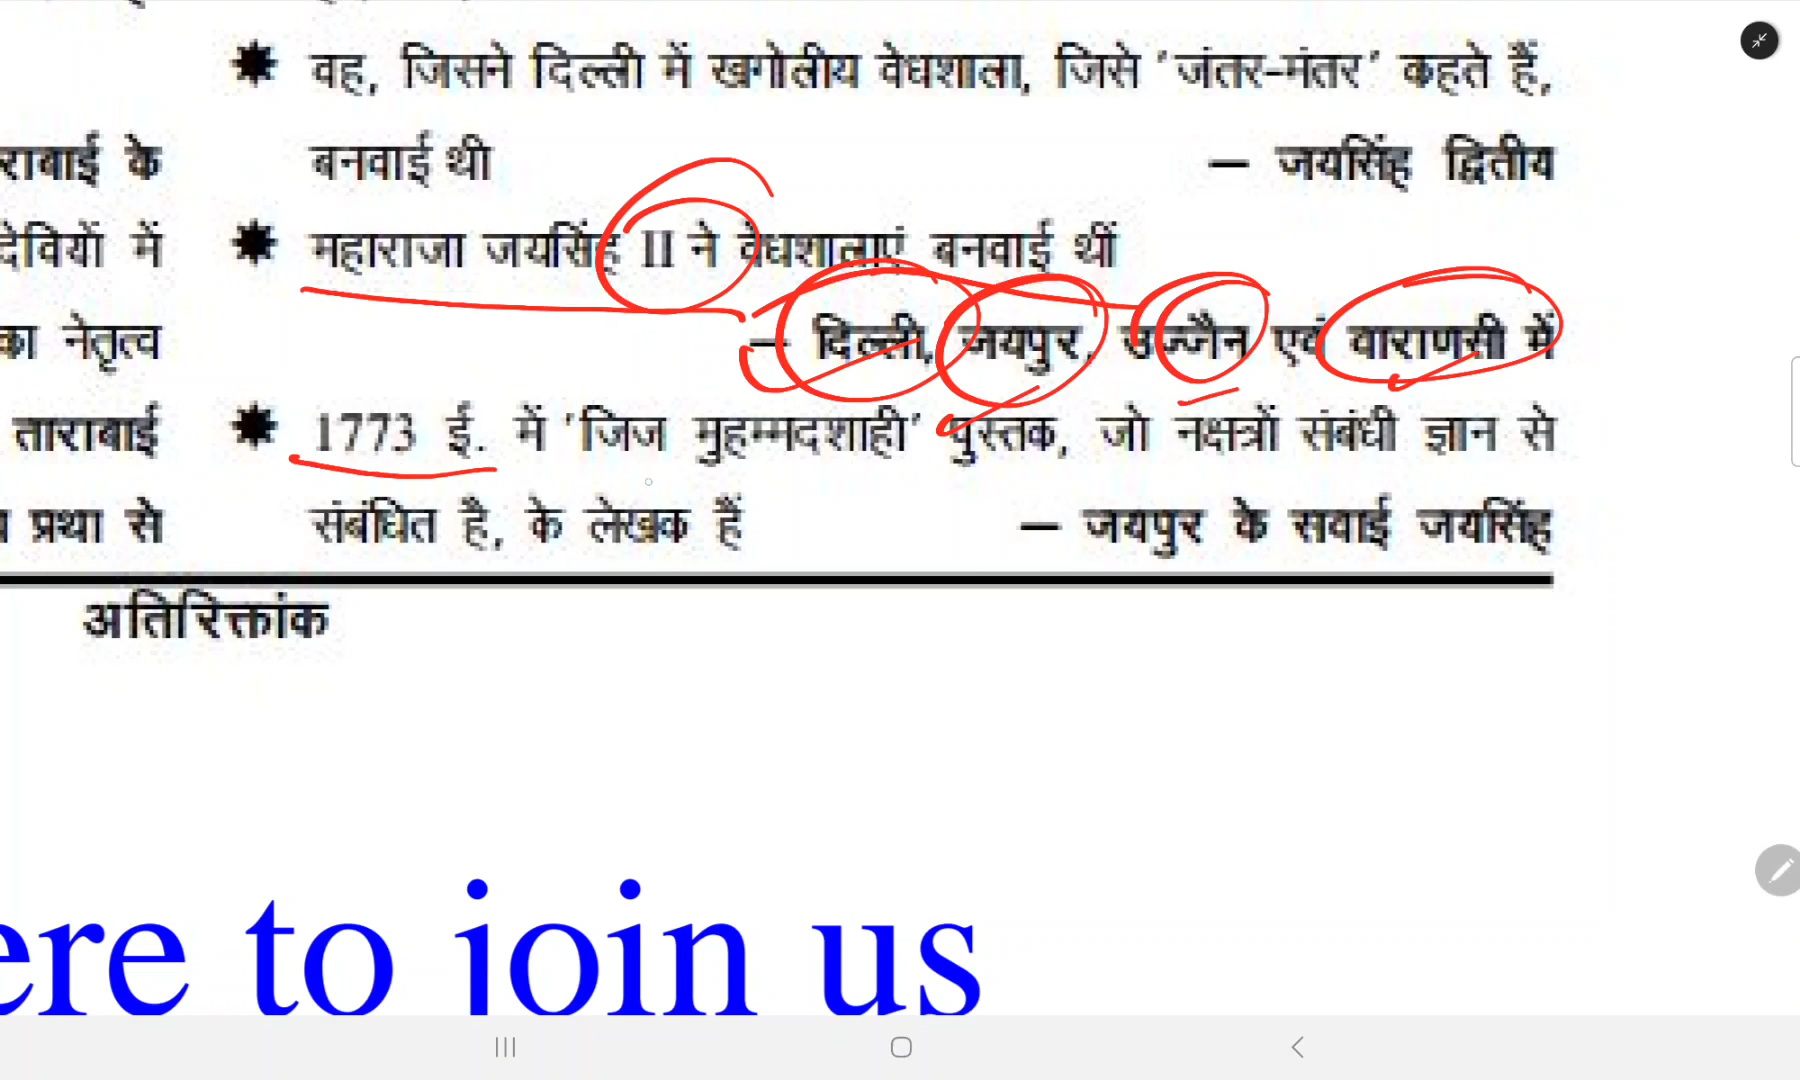 ✸ वह, जिसने दिल्ली में खगोलीय वेधशाला, जिसे ‘जंतर-मंतर’ कहते हैं,
राबाई के
बनवाई थी — जयसिंह द्वितीय
देवियों में
✸ महाराजा जयसिंह II ने वेधशालाएं बनवाई थीं
का नेतृत्व
— दिल्ली, जयपुर, उज्जैन एवं वाराणसी में
ताराबाई
✸ 1773 ई. में ‘जिज मुहम्मदशाही’ पुस्तक, जो नक्षत्रों संबंधी ज्ञान से
प्रथा से
संबंधित है, के लेखक हैं — जयपुर के सवाई जयसिंह
अतिरिक्तांक
ere to join us